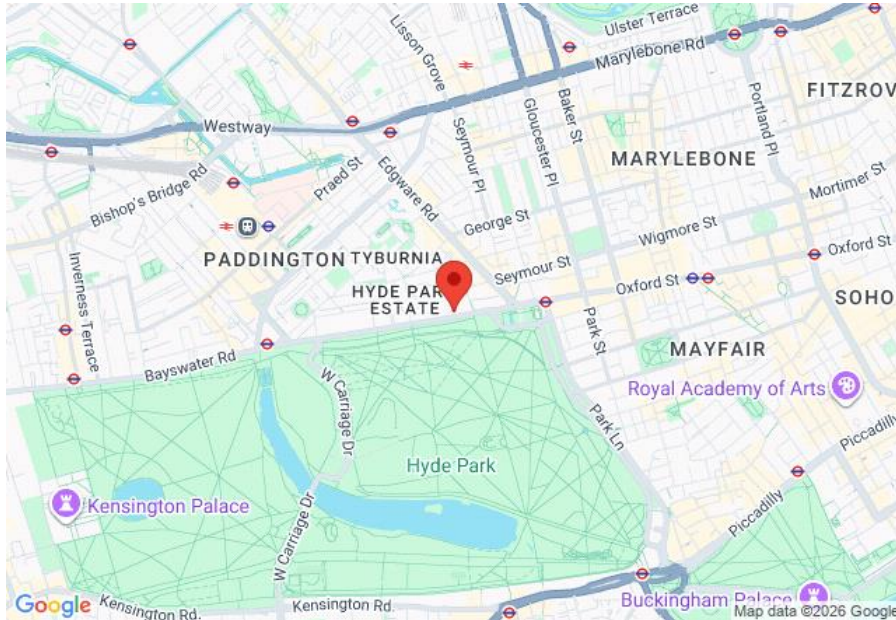 Ulster Terrace
Marylebone Rd
Lisson Grove
Portland Pl
FITZROV
Baker St
Gloucester Pl
Westway
Seymour Pl
MARYLEBONE
Edgware Rd
Praed St
Mortimer St
Bishop's Bridge Rd
George St
Wigmore St
Oxford St
PADDINGTON
TYBURNIA
Seymour St
Oxford St
Inverness Terrace
HYDE PAR
ESTATE
SOHO
Park St
MAYFAIR
Bayswater Rd
Royal Academy of Arts
W Carriage Dr
Park Ln
Piccadilly
Hyde Park
Kensington Palace
Piccadilly
W Carriage Dr
Buckingham Palace
Google
Kensington Rd.
Kensington Rd.
Map data ©2026 Google